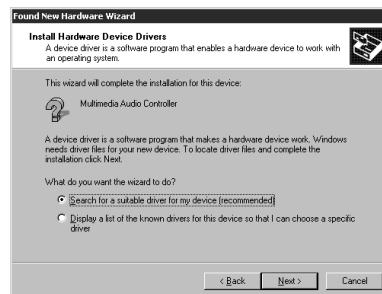 Found New Hardware Wizard
Install Hardware Device Drivers
A device driver is a software program that enables a hardware device to work with
an operating system.
This wizard will complete the installation for this device:
Multimedia Audio Controller
A device driver is a software program that makes a hardware device work. Windows
needs driver files for your new device. To locate driver files and complete the
installation click Next.
What do you want the wizard to do?
Search for a suitable driver for my device (recommended)
Display a list of the known drivers for this device so that I can choose a specific
driver
< Back Next > Cancel